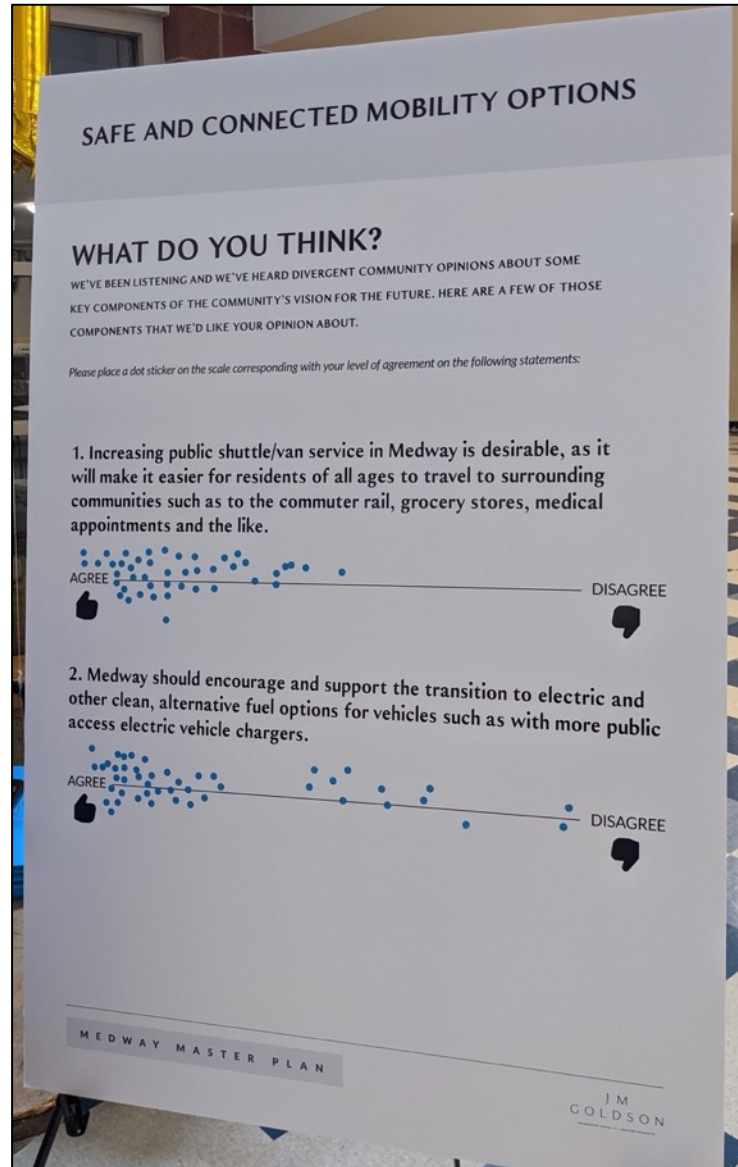 SAFE AND CONNECTED MOBILITY OPTIONS
WHAT DO YOU THINK?
WE'VE BEEN LISTENING AND WE'VE HEARD DIVERGENT COMMUNITY OPINIONS ABOUT SOME
KEY COMPONENTS OF THE COMMUNITY'S VISION FOR THE FUTURE. HERE ARE A FEW OF THOSE
COMPONENTS THAT WE'D LIKE YOUR OPINION ABOUT.
Please place a dot sticker on the scale corresponding with your level of agreement on the following statements:
1. Increasing public shuttle/van service in Medway is desirable, as it
will make it easier for residents of all ages to travel to surrounding
communities such as to the commuter rail, grocery stores, medical
appointments and the like.
AGREE
DISAGREE
2. Medway should encourage and support the transition to electric and
other clean, alternative fuel options for vehicles such as with more public
access electric vehicle chargers.
AGREE
DISAGREE
MEDWAY MASTER PLAN
JM
GOLDSON